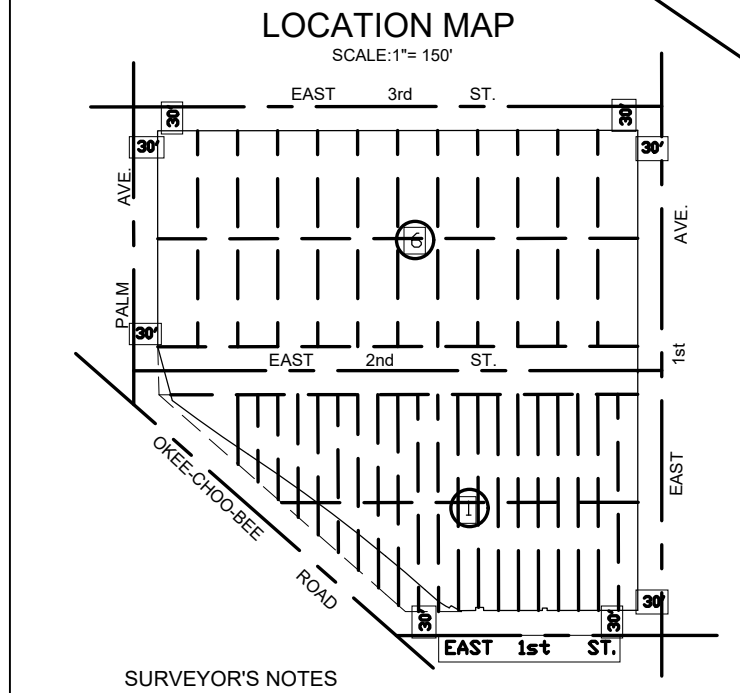 LOCATION MAP
SCALE:1"= 150'
EAST 3rd ST.
30'
30'
30'
30'
PALM AVE.
6
EAST 1st AVE.
30'
EAST 2nd ST.
OKEE-CHOO-BEE ROAD
1
30'
30'
30'
EAST 1st ST.
SURVEYOR'S NOTES